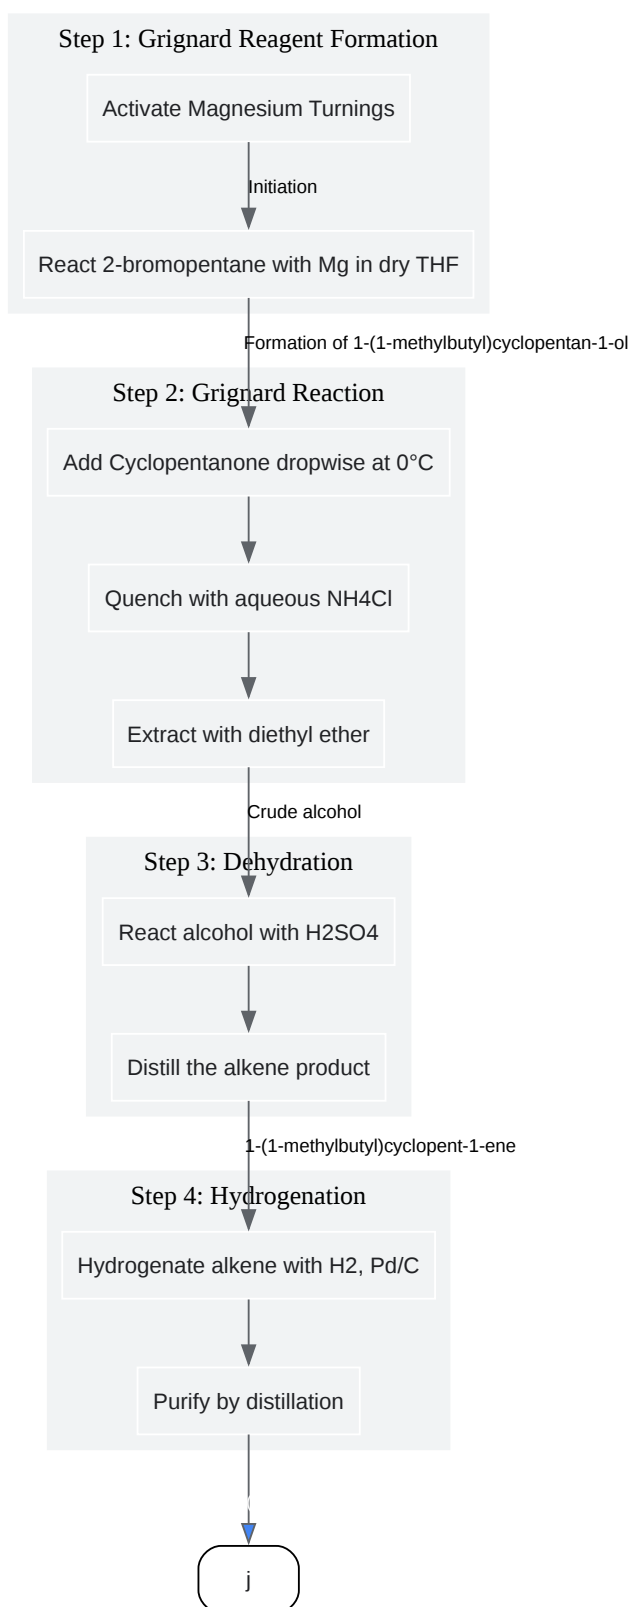 Step 1: Grignard Reagent Formation
Activate Magnesium Turnings
Initiation
React 2-bromopentane with Mg in dry THF
Formation of 1-(1-methylbutyl)cyclopentan-1-ol
Step 2: Grignard Reaction
Add Cyclopentanone dropwise at 0°C
Quench with aqueous NH4Cl
Extract with diethyl ether
Crude alcohol
Step 3: Dehydration
React alcohol with H2SO4
Distill the alkene product
1-(1-methylbutyl)cyclopent-1-ene
Step 4: Hydrogenation
Hydrogenate alkene with H2, Pd/C
Purify by distillation
j